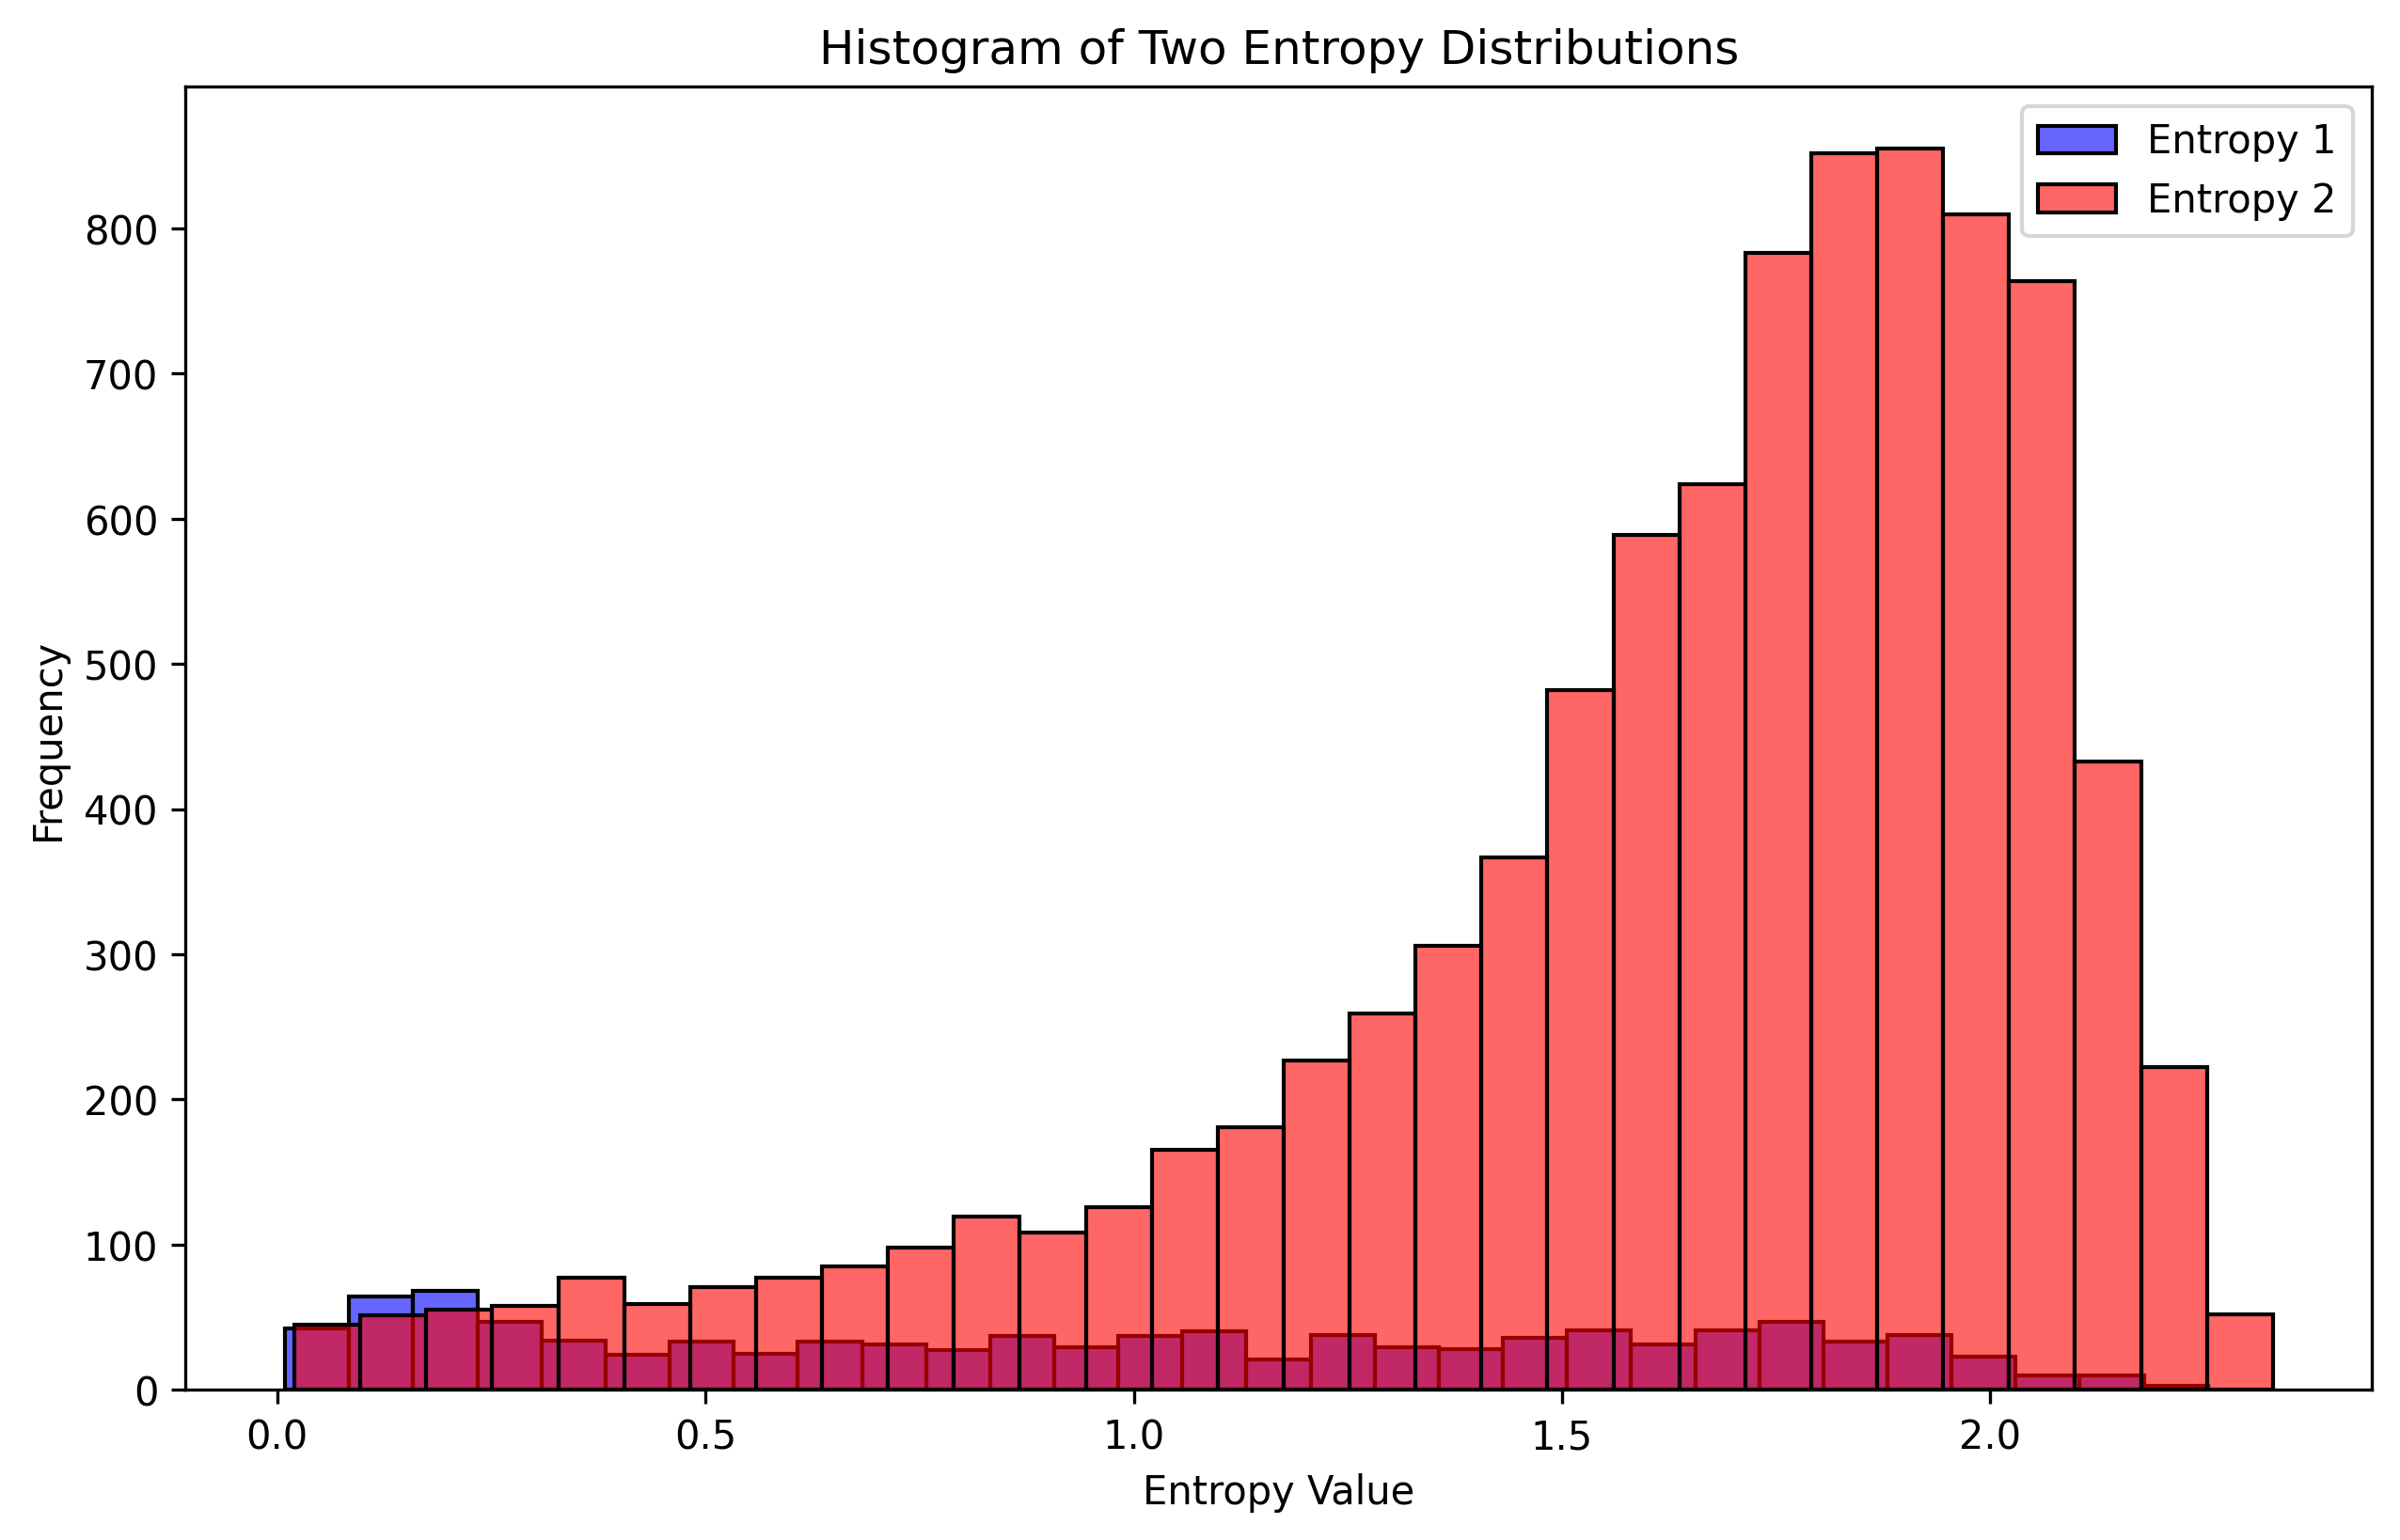 Histogram of Two Entropy Distributions
Entropy 1
Entropy 2
Frequency
800
700
600
500
400
300
200
100
0
0.0 0.5 1.0 1.5 2.0
Entropy Value